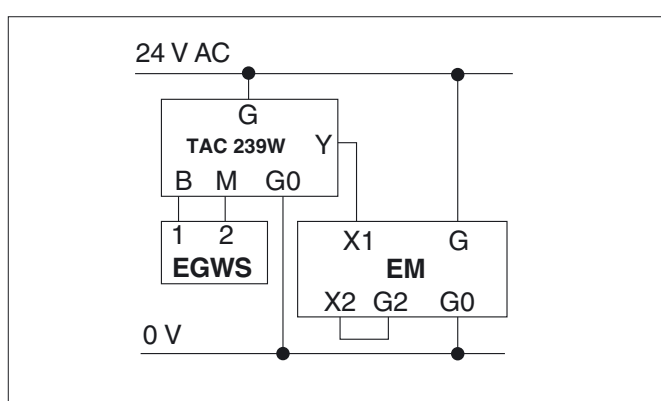 24 V AC
G
TAC 239W Y
B M G0
1 2
EGWS
X1 G
EM
X2 G2 G0
0 V